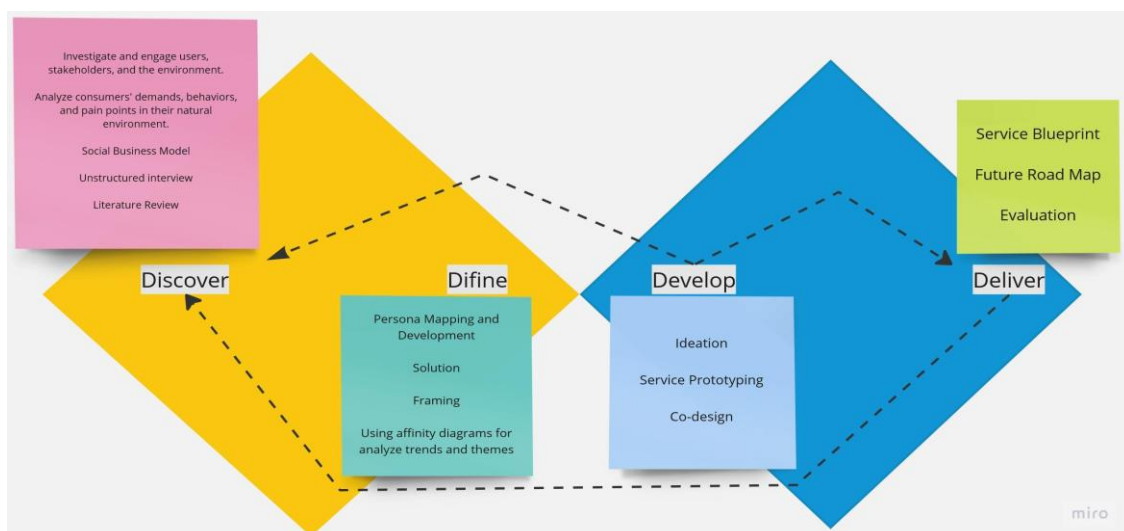 Investigate and engage users,
stakeholders, and the environment.
Analyze consumers' demands, behaviors,
and pain points in their natural
environment.
Social Business Model
Unstructured interview
Literature Review
Service Blueprint
Future Road Map
Evaluation
Discover
Difine
Develop
Deliver
Persona Mapping and
Development
Solution
Framing
Using affinity diagrams for
analyze trends and themes
Ideation
Service Prototyping
Co-design
miro